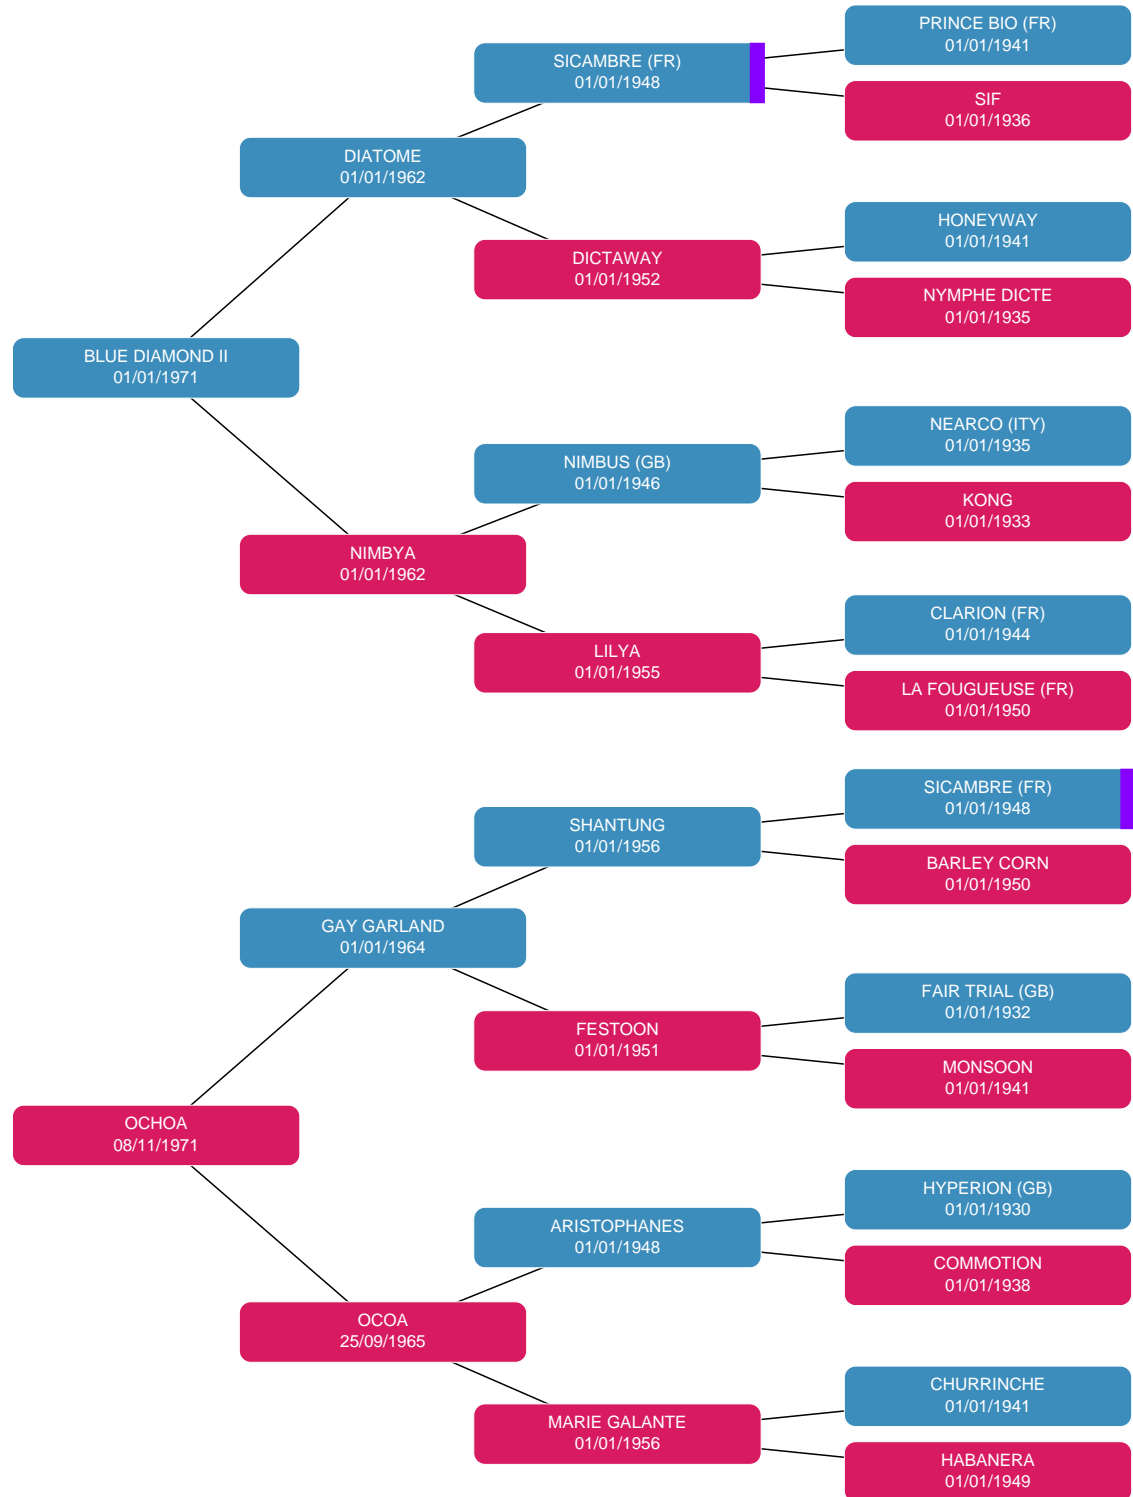 PRINCE BIO (FR)
01/01/1941
SICAMBRE (FR)
01/01/1948
SIF
01/01/1936
DIATOME
01/01/1962
HONEYWAY
01/01/1941
DICTAWAY
01/01/1952
NYMPHE DICTE
01/01/1935
BLUE DIAMOND II
01/01/1971
NEARCO (ITY)
01/01/1935
NIMBUS (GB)
01/01/1946
KONG
01/01/1933
NIMBYA
01/01/1962
CLARION (FR)
01/01/1944
LILYA
01/01/1955
LA FOUGUEUSE (FR)
01/01/1950
SICAMBRE (FR)
01/01/1948
SHANTUNG
01/01/1956
BARLEY CORN
01/01/1950
GAY GARLAND
01/01/1964
FAIR TRIAL (GB)
01/01/1932
FESTOON
01/01/1951
MONSOON
01/01/1941
OCHOA
08/11/1971
HYPERION (GB)
01/01/1930
ARISTOPHANES
01/01/1948
COMMOTION
01/01/1938
OCOA
25/09/1965
CHURRINCHE
01/01/1941
MARIE GALANTE
01/01/1956
HABANERA
01/01/1949